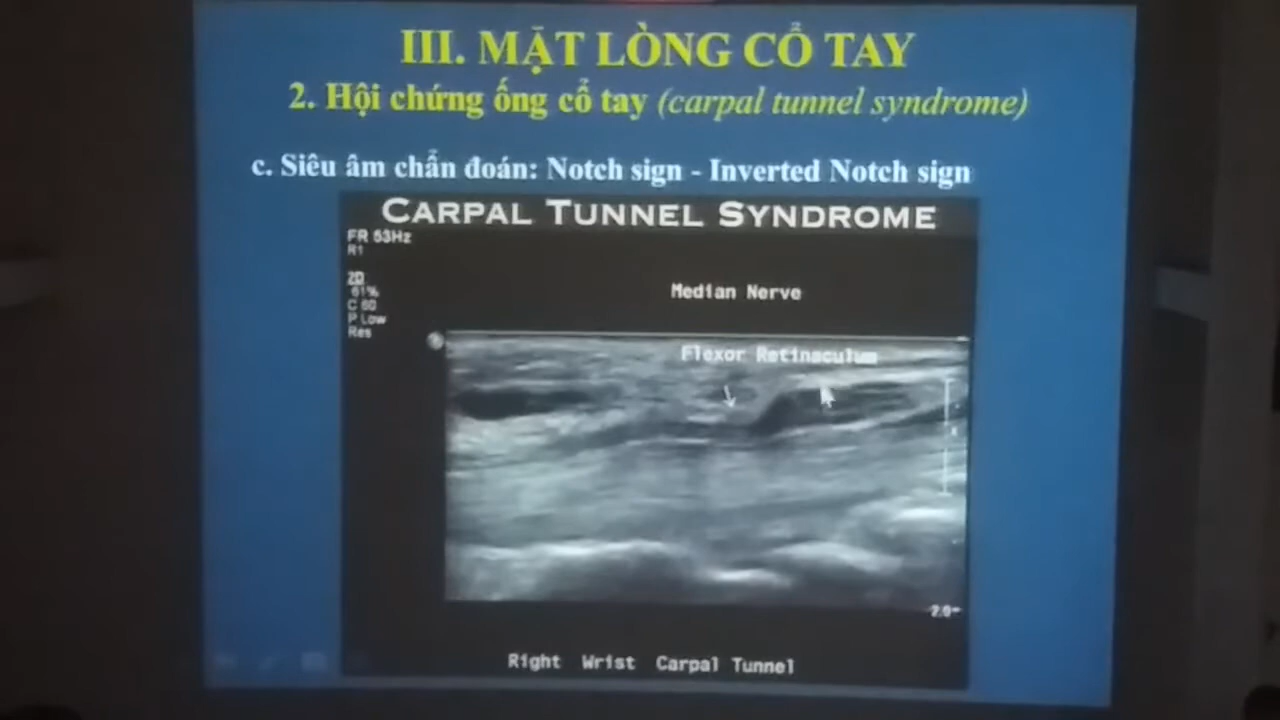 III. MẶT LÒNG CỔ TAY
2. Hội chứng ống cổ tay (carpal tunnel syndrome)
c. Siêu âm chẩn đoán: Notch sign - Inverted Notch sign
CARPAL TUNNEL SYNDROME
FR 53Hz
R1
2D
61%
C 60
P Low
Res
Median Nerve
Flexor Retinaculum
2.0
Right Wrist Carpal Tunnel